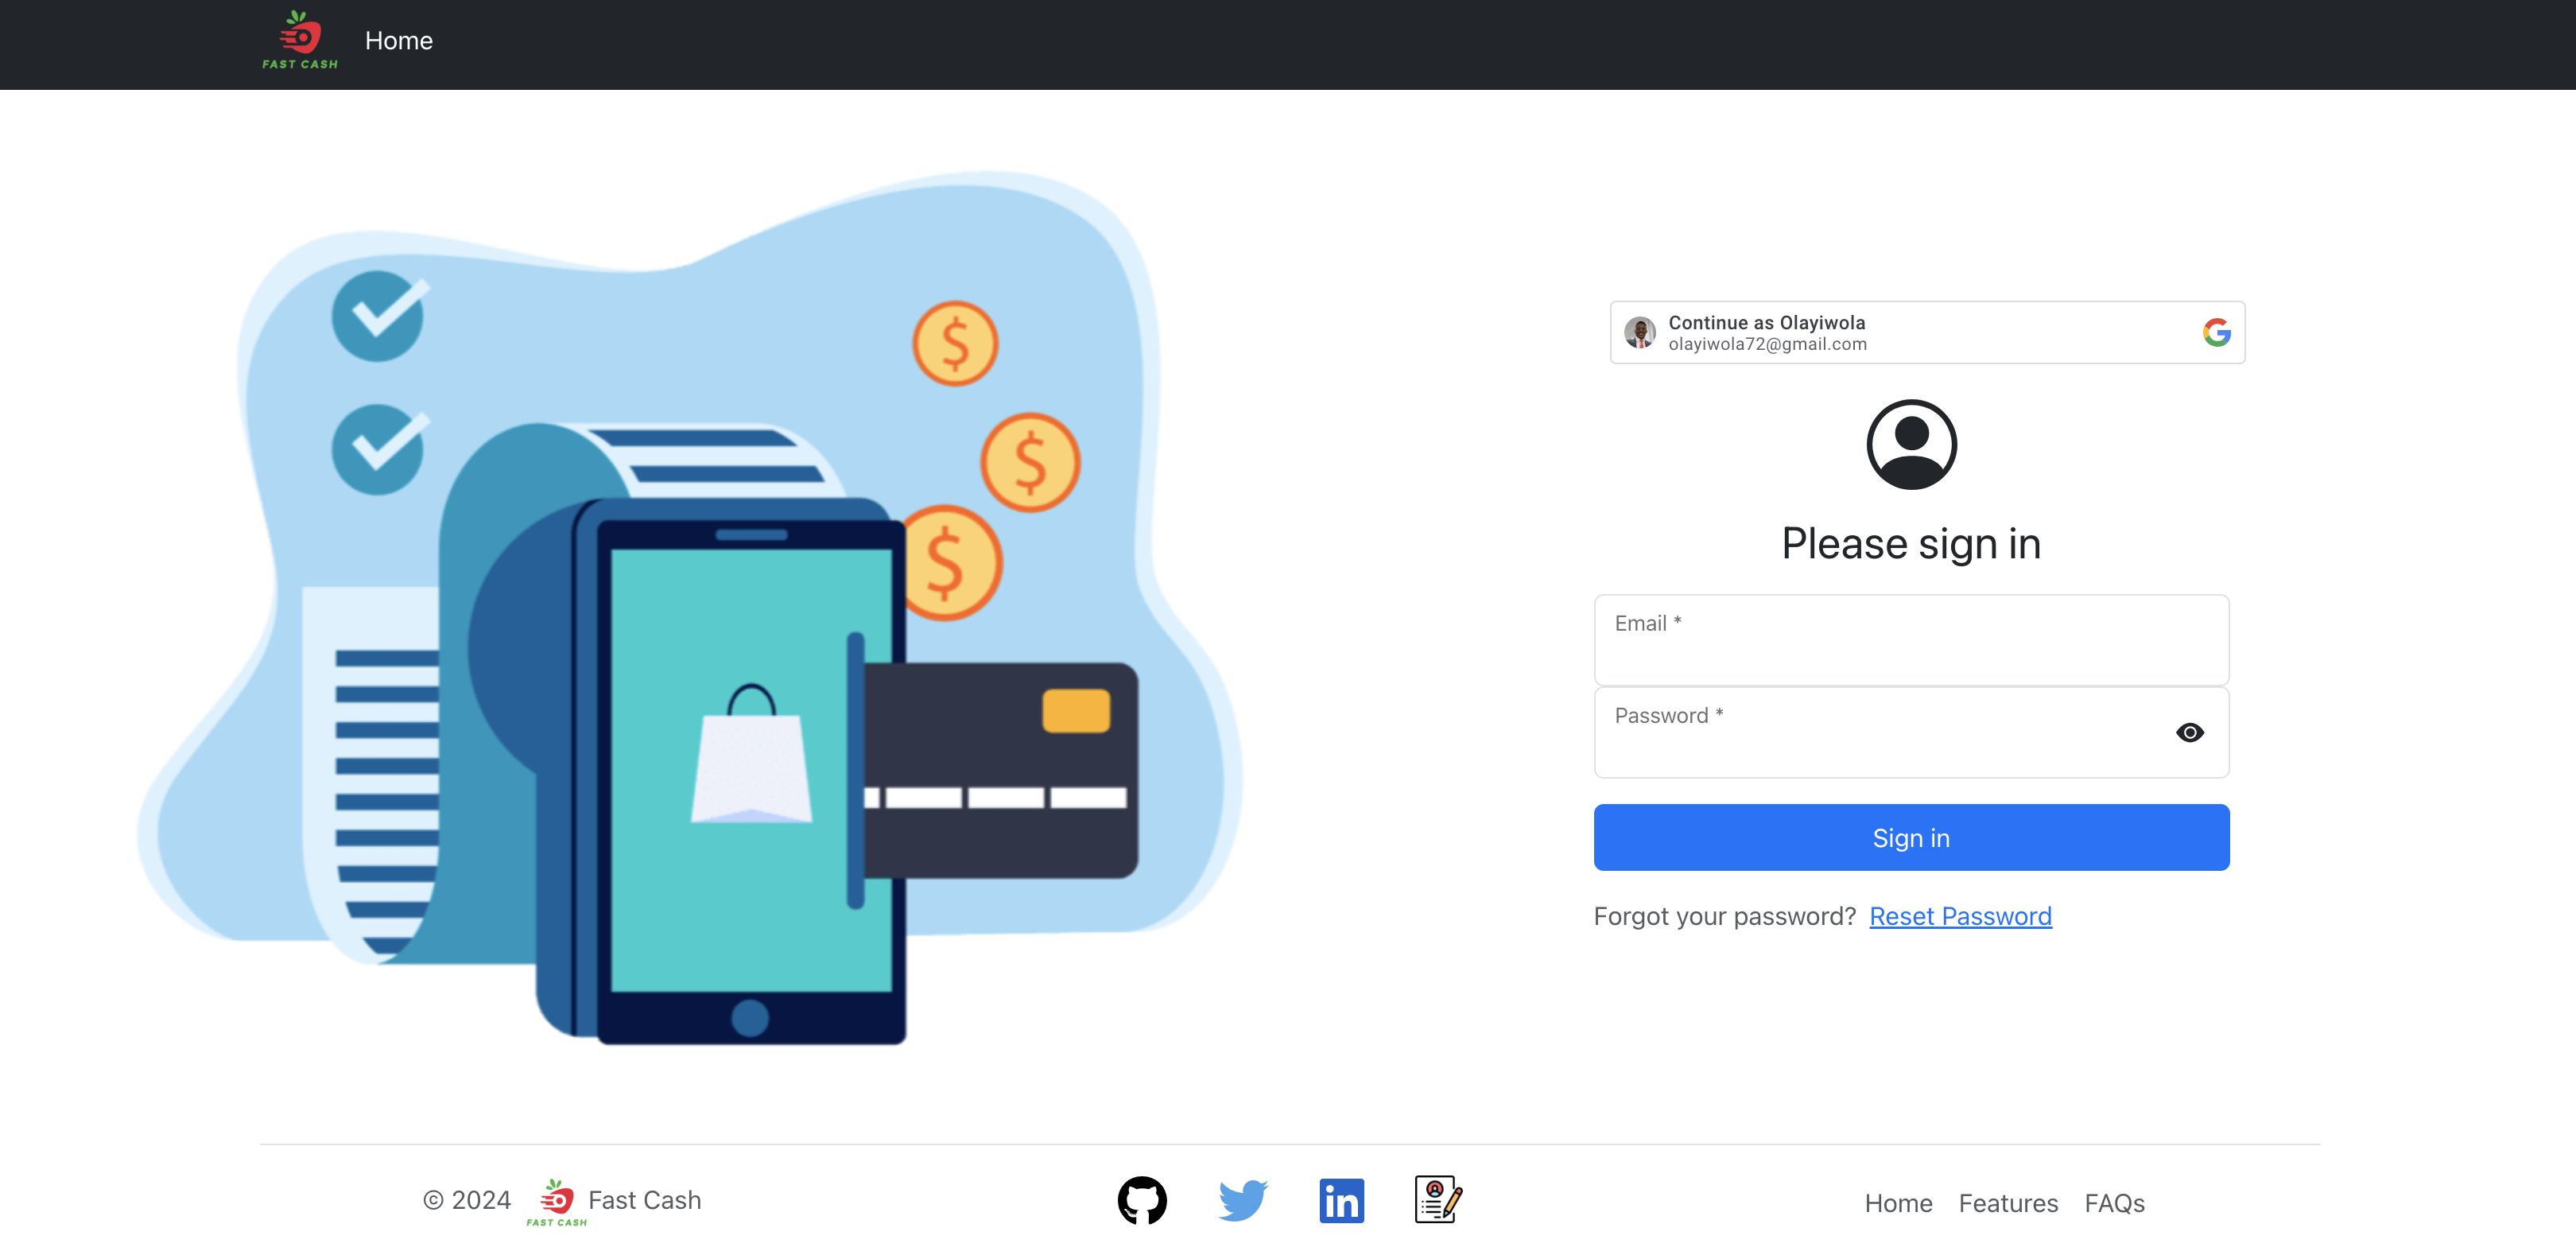 FAST CASH
Home
Continue as Olayiwola
olayiwola72@gmail.com
Please sign in
Email *
Password *
Sign in
Forgot your password? Reset Password
© 2024 FAST CASH Fast Cash
in
Home Features FAQs